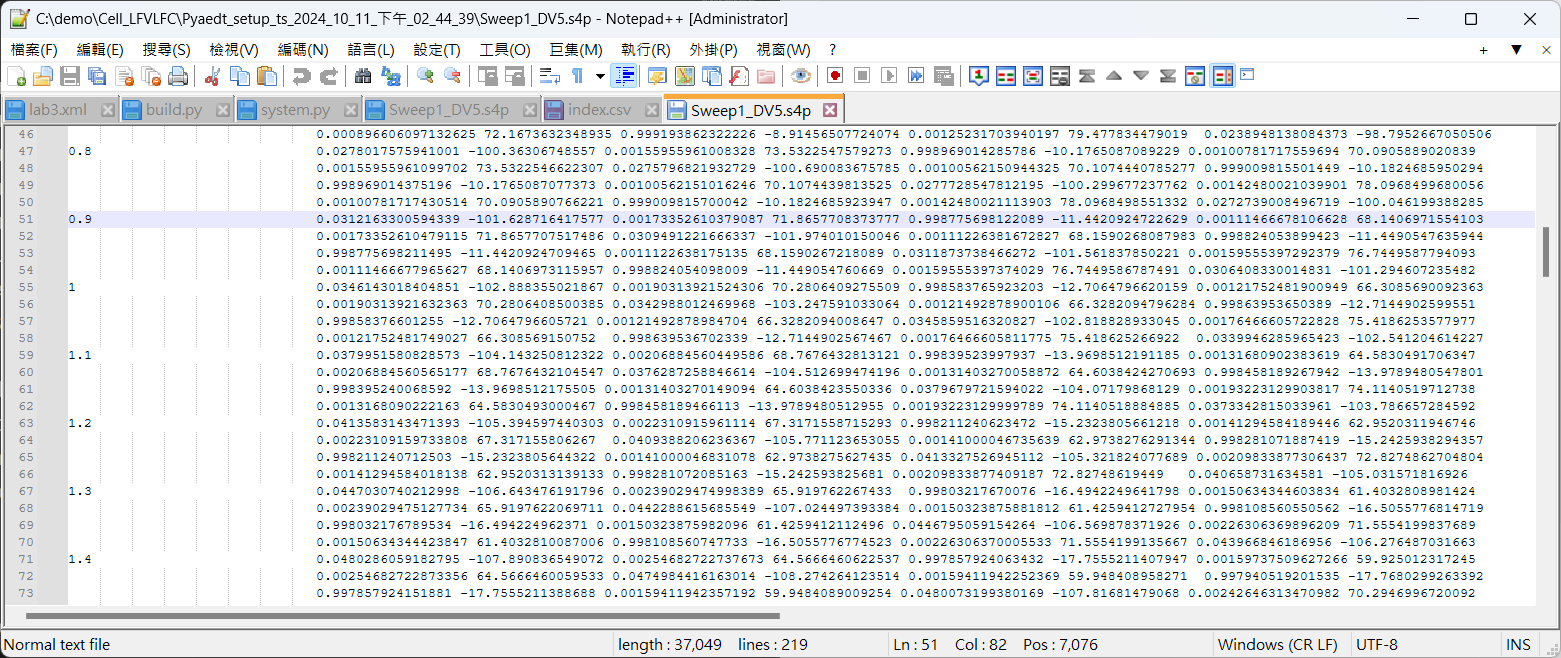 C:\demo\Cell_LFVLFC\Pyaedt_setup_ts_2024_10_11_下午_02_44_39\Sweep1_DV5.s4p - Notepad++ [Administrator]
檔案(F) 編輯(E) 搜尋(S) 檢視(V) 編碼(N) 語言(L) 設定(T) 工具(O) 巨集(M) 執行(R) 外掛(P) 視窗(W) ?
lab3.xml build.py system.py Sweep1_DV5.s4p index.csv Sweep1_DV5.s4p
46 0.000896606097132625 72.1673632348935 0.999193862322226 -8.91456507724074 0.00125231703940197 79.477834479019 0.0238948138084373 -98.7952667050506
47 0.8 0.0278017575941001 -100.36306748557 0.00155955961008328 73.5322547579273 0.998969014285786 -10.1765087089229 0.00100781717559694 70.0905889020839
48 0.00155955961099702 73.5322546622307 0.0275796821932729 -100.690083675785 0.00100562150944325 70.1074440785277 0.999009815501449 -10.1824685950294
49 0.998969014375196 -10.1765087077373 0.00100562151016246 70.1074439813525 0.0277728547812195 -100.299677237762 0.00142480021039901 78.0968499680056
50 0.00100781717430514 70.0905890766221 0.999009815700042 -10.1824685923947 0.00142480021113903 78.0968498551332 0.0272739008496719 -100.046199388285
51 0.9 0.0312163300594339 -101.628716417577 0.00173352610379087 71.8657708373777 0.998775698122089 -11.4420924722629 0.00111466678106628 68.1406971554103
52 0.00173352610479115 71.8657707517486 0.0309491221666337 -101.974010150046 0.00111226381672827 68.1590268087983 0.998824053899423 -11.4490547635944
53 0.998775698211495 -11.4420924709465 0.0011122638175135 68.1590267218089 0.0311873738466272 -101.561837850221 0.00159555397292379 76.7449587794093
54 0.00111466677965627 68.1406973115957 0.998824054098009 -11.449054760669 0.00159555397374029 76.7449586787491 0.0306408330014831 -101.294607235482
55 1 0.0346143018404851 -102.888355021867 0.00190313921524306 70.2806409275509 0.998583765923203 -12.7064796620159 0.00121752481900949 66.3085690092363
56 0.00190313921632363 70.2806408500385 0.0342988012469968 -103.247591033064 0.00121492878900106 66.3282094796284 0.99863953650389 -12.7144902599551
57 0.99858376601255 -12.7064796605721 0.00121492878984704 66.3282094008647 0.0345859516320827 -102.818828933045 0.00176466605722828 75.4186253577977
58 0.00121752481749027 66.308569150752 0.998639536702339 -12.7144902567467 0.00176466605811775 75.418625266922 0.0339946285965423 -102.541204614227
59 1.1 0.0379951580828573 -104.143250812322 0.00206884560449586 68.7676432813121 0.99839523997937 -13.9698512191185 0.00131680902383619 64.5830491706347
60 0.00206884560565177 68.7676432104547 0.0376287258846614 -104.512699474196 0.00131403270058872 64.6038424270693 0.998458189267942 -13.9789480547801
61 0.998395240068592 -13.9698512175505 0.00131403270149094 64.6038423550336 0.0379679721594022 -104.07179868129 0.00193223129903817 74.1140519712738
62 0.0013168090222163 64.5830493000467 0.998458189466113 -13.9789480512955 0.00193223129999789 74.1140518884885 0.0373342815033961 -103.786657284592
63 1.2 0.0413583143471393 -105.394597440303 0.0022310915961114 67.3171558715293 0.998211240623472 -15.2323805661218 0.00141294584189446 62.9520311946746
64 0.00223109159733808 67.317155806267 0.0409388206236367 -105.771123653055 0.00141000046735639 62.9738276291344 0.998281071887419 -15.2425938294357
65 0.998211240712503 -15.2323805644322 0.00141000046831078 62.9738275627435 0.0413327526945112 -105.321824077689 0.00209833877306437 72.8274862704804
66 0.00141294584018138 62.9520313139133 0.998281072085163 -15.242593825681 0.00209833877409187 72.82748619449 0.040658731634581 -105.031571816926
67 1.3 0.0447030740212998 -106.643476191796 0.00239029474998389 65.919762267433 0.99803217670076 -16.4942249641798 0.00150634344603834 61.4032808981424
68 0.00239029475127734 65.9197622069711 0.0442288615685549 -107.024497393384 0.00150323875881812 61.4259412727954 0.998108560550562 -16.5055776814719
69 0.998032176789534 -16.494224962371 0.00150323875982096 61.4259412112496 0.0446795059154264 -106.569878371926 0.00226306369896209 71.5554199837689
70 0.00150634344423847 61.4032810087006 0.998108560747733 -16.5055776774523 0.00226306370005533 71.5554199135667 0.043966846186956 -106.276487031663
71 1.4 0.0480286059182795 -107.890836549072 0.00254682722737673 64.5666460622537 0.997857924063432 -17.7555211407947 0.00159737509627266 59.925012317245
72 0.00254682722873356 64.5666460059533 0.0474984416163014 -108.274264123514 0.00159411942252369 59.948408958271 0.997940519201535 -17.7680299263392
73 0.997857924151881 -17.7555211388688 0.00159411942357192 59.9484089009254 0.0480073199380169 -107.81681479068 0.00242646313470982 70.2946996720092
Normal text file length : 37,049 lines : 219 Ln : 51 Col : 82 Pos : 7,076 Windows (CR LF) UTF-8 INS